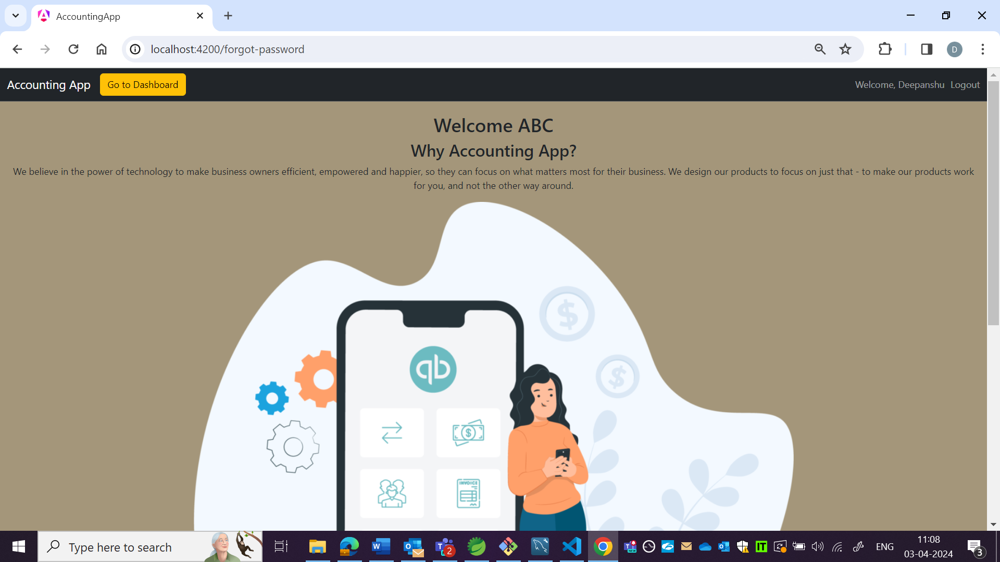 AccountingApp
localhost:4200/forgot-password
D
Accounting App
Go to Dashboard
Welcome, Deepanshu
Logout
Welcome ABC
Why Accounting App?
We believe in the power of technology to make business owners efficient, empowered and happier, so they can focus on what matters most for their business. We design our products to focus on just that - to make our products work
for you, and not the other way around.
$
$
qb
$
INVOICE
Type here to search
2
ENG
11:08
03-04-2024
3